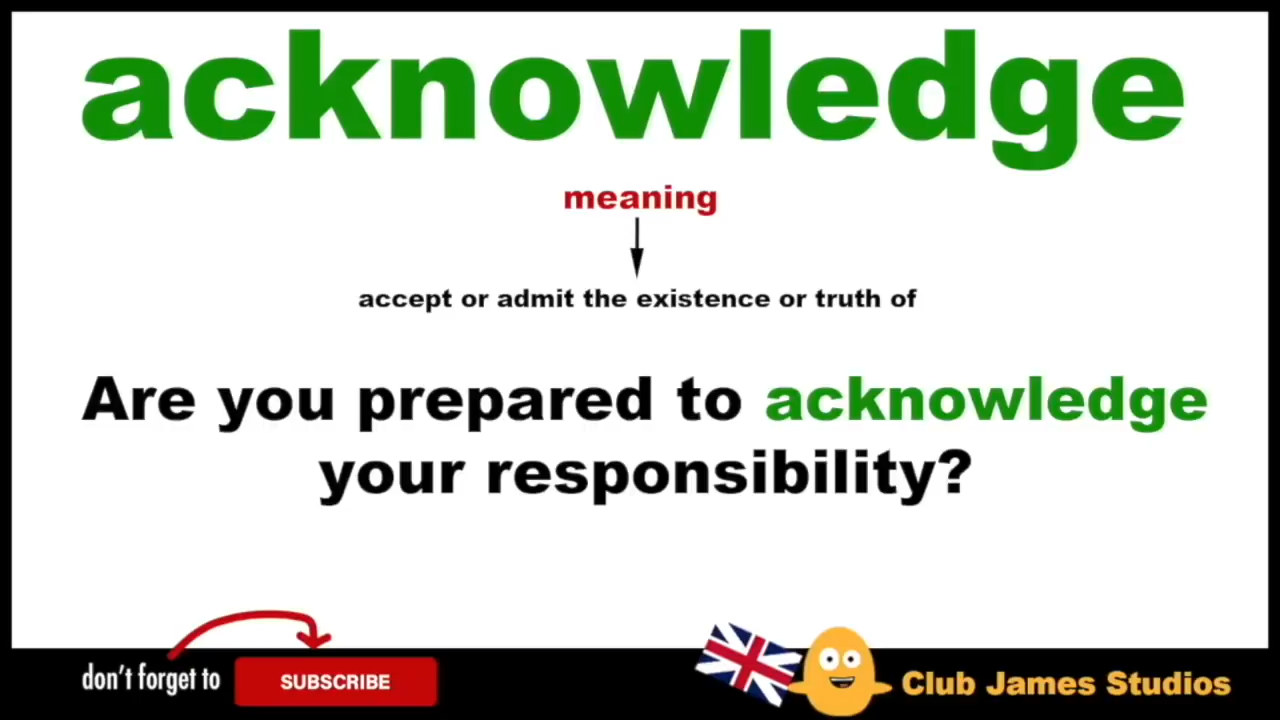 acknowledge
meaning
accept or admit the existence or truth of
Are you prepared to acknowledge
your responsibility?
don't forget to
SUBSCRIBE
Club James Studios